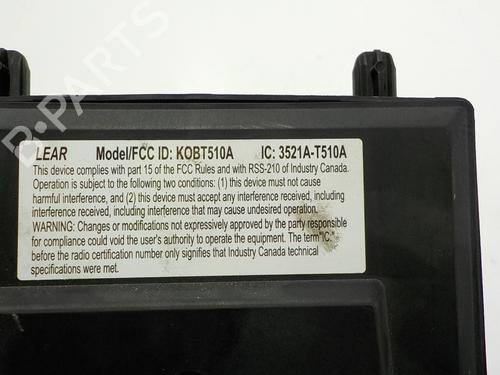 B-PARTS
LEAR Model/FCC ID: KOBT510A IC: 3521A-T510A
This device complies with part 15 of the FCC Rules and with RSS-210 of Industry Canada.
Operation is subject to the following two conditions: (1) this device must not cause
harmful interference, and (2) this device must accept any interference received, including
interference received, including interference that may cause undesired operation.
WARNING: Changes or modifications not expressively approved by the party responsible
for compliance could void the user's authority to operate the equipment. The term"IC:"
before the radio certification number only signifies that Industry Canada technical
specifications were met.